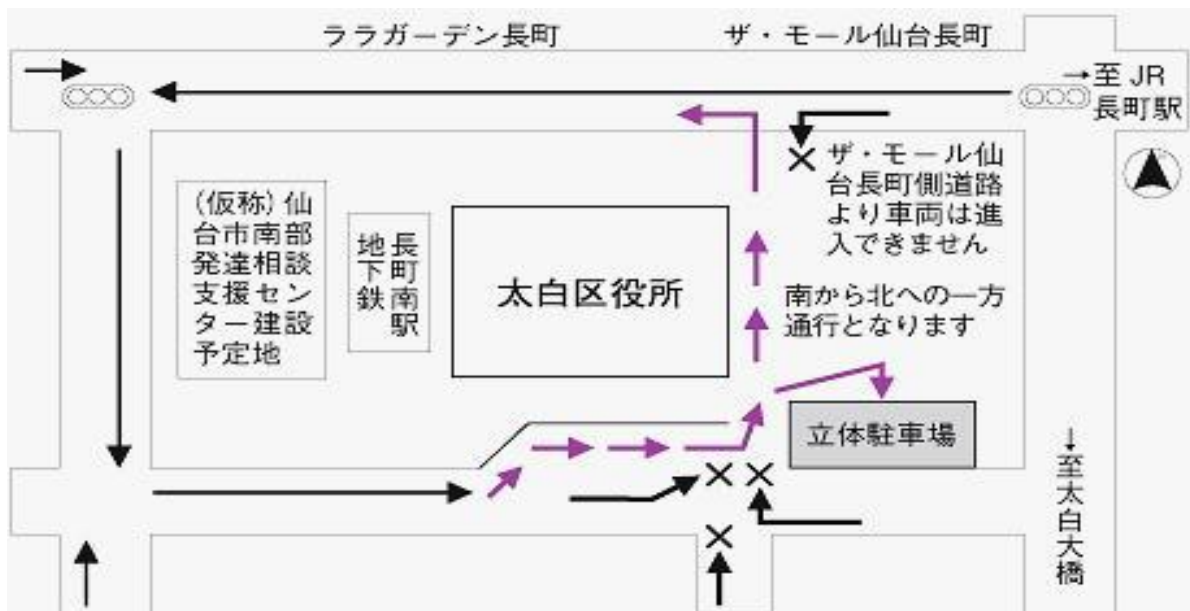 ララガーデン長町
ザ・モール仙台長町
→至JR
長町駅
ザ・モール仙
台長町側道路
より車両は進
入できません
(仮称)仙
台市南部
発達相談
支援セン
ター建設
予定地
長町南駅
地下鉄
太白区役所
南から北への一方
通行となります
立体駐車場
→至太白大橋